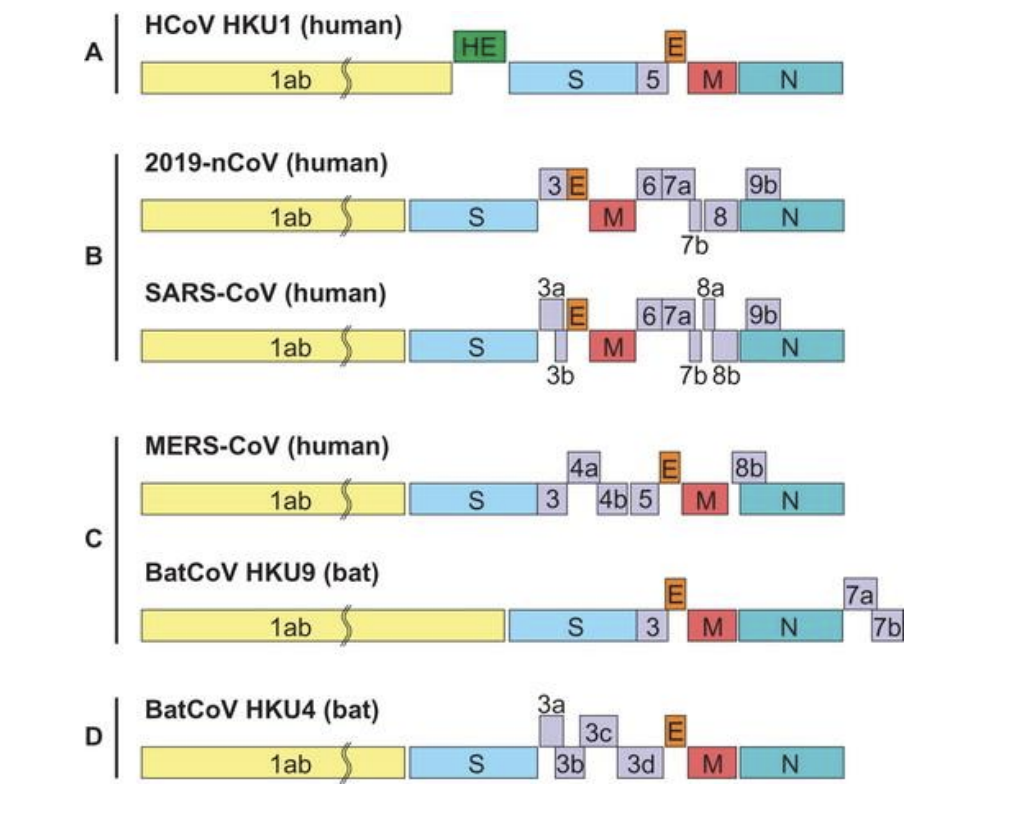 HCoV HKU1 (human)
A
HE E
1ab S 5 M N
2019-nCoV (human)
3 E 6 7a 9b
1ab S M 8 N
7b
B
SARS-CoV (human)
3a 8a
E 6 7a 9b
1ab S M N
3b 7b 8b
MERS-CoV (human)
4a E 8b
1ab S 3 4b 5 M N
C
BatCoV HKU9 (bat)
E 7a
1ab S 3 M N 7b
BatCoV HKU4 (bat)
3a
D
3c E
1ab S 3b 3d M N